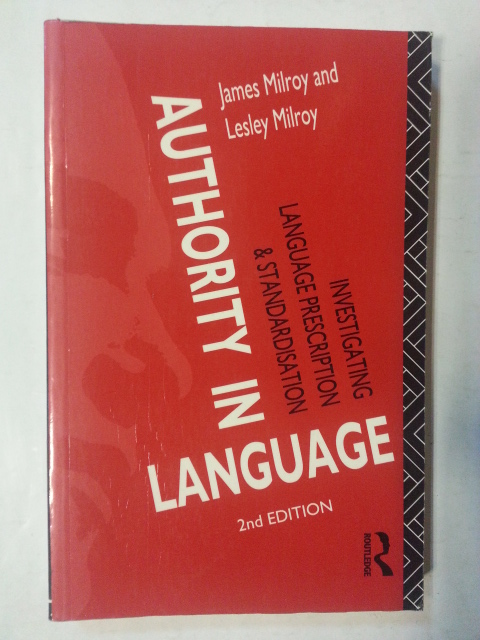 James Milroy and
Lesley Milroy
AUTHORITY IN
LANGUAGE
INVESTIGATING
LANGUAGE PRESCRIPTION
& STANDARDISATION
2nd EDITION
ROUTLEDGE